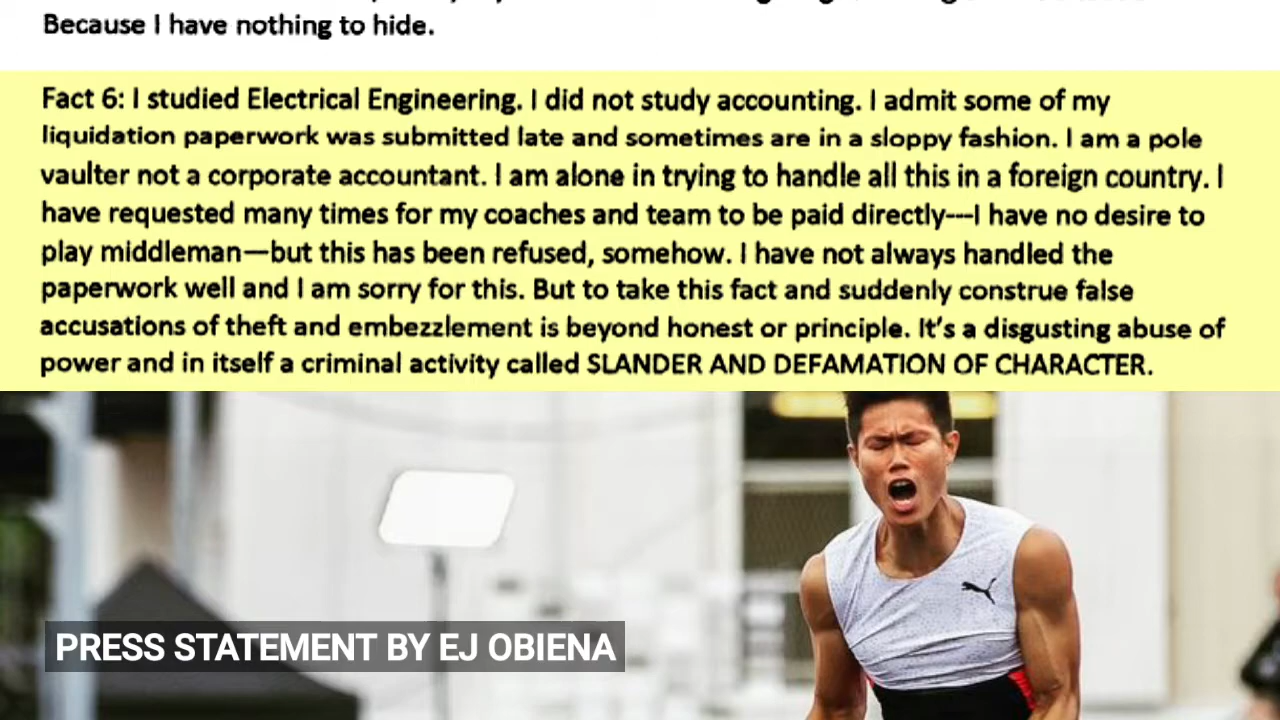 Because I have nothing to hide.
Fact 6: I studied Electrical Engineering. I did not study accounting. I admit some of my
liquidation paperwork was submitted late and sometimes are in a sloppy fashion. I am a pole
vaulter not a corporate accountant. I am alone in trying to handle all this in a foreign country. I
have requested many times for my coaches and team to be paid directly---I have no desire to
play middleman—but this has been refused, somehow. I have not always handled the
paperwork well and I am sorry for this. But to take this fact and suddenly construe false
accusations of theft and embezzlement is beyond honest or principle. It's a disgusting abuse of
power and in itself a criminal activity called SLANDER AND DEFAMATION OF CHARACTER.
PRESS STATEMENT BY EJ OBIENA